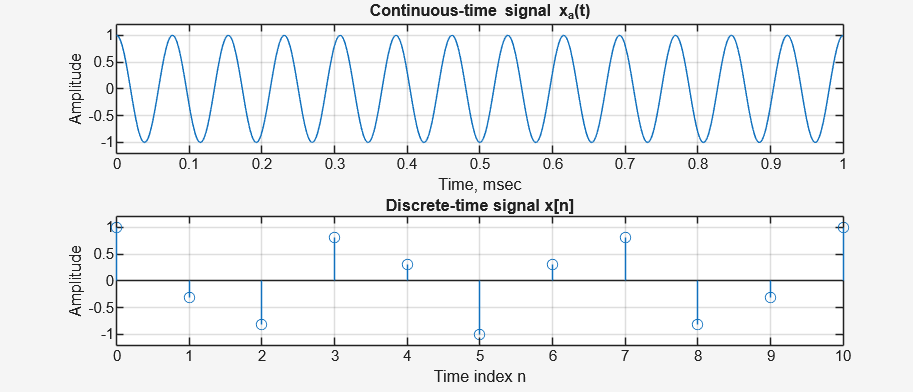 Continuous-time signal xₐ(t)
Amplitude
1
0.5
0
-0.5
-1
0 0.1 0.2 0.3 0.4 0.5 0.6 0.7 0.8 0.9 1
Time, msec
Discrete-time signal x[n]
Amplitude
1
0.5
0
-0.5
-1
0 1 2 3 4 5 6 7 8 9 10
Time index n